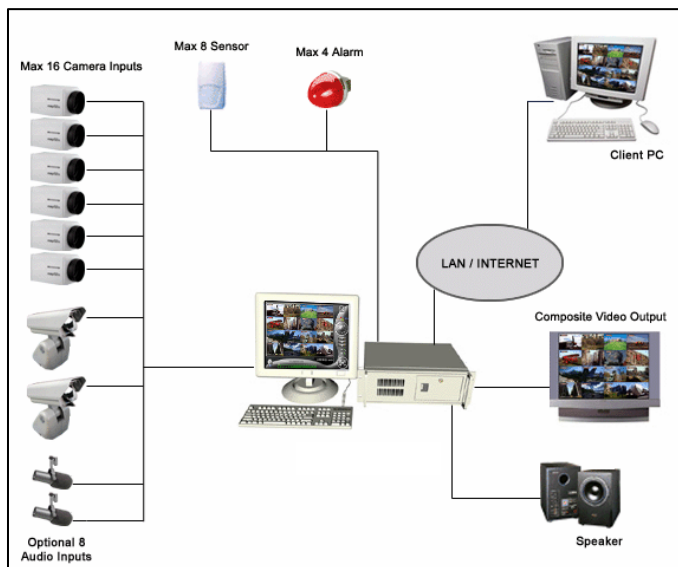 Max 16 Camera Inputs
Max 8 Sensor
Max 4 Alarm
Client PC
LAN / INTERNET
Composite Video Output
Speaker
Optional 8
Audio Inputs